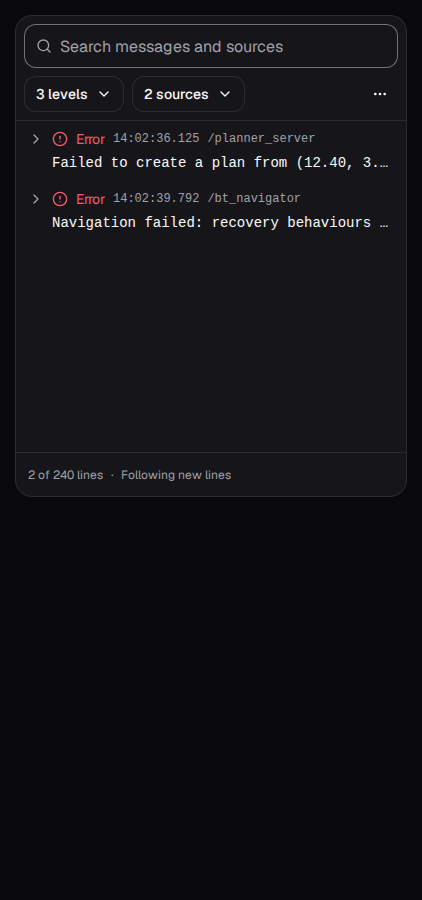 Search messages and sources
3 levels
2 sources
Error 14:02:36.125 /planner_server
Failed to create a plan from (12.40, 3.…
Error 14:02:39.792 /bt_navigator
Navigation failed: recovery behaviours …
2 of 240 lines · Following new lines